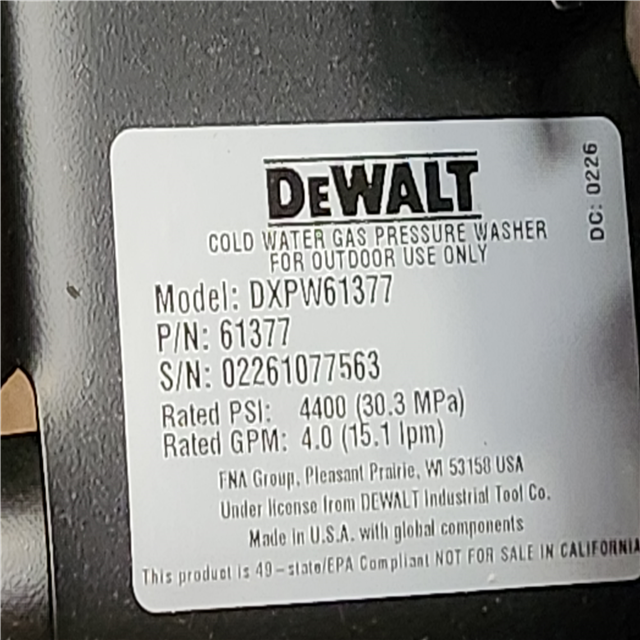 DEWALT
DC: 0226
COLD WATER GAS PRESSURE WASHER
FOR OUTDOOR USE ONLY
Model: DXPW61377
P/N: 61377
S/N: 02261077563
Rated PSI: 4400 (30.3 MPa)
Rated GPM: 4.0 (15.1 lpm)
FNA Group, Pleasant Prairie, WI 53158 USA
Under license from DEWALT Industrial Tool Co.
Made in U.S.A. with global components
This product is 49-state/EPA Compliant NOT FOR SALE IN CALIFORNIA